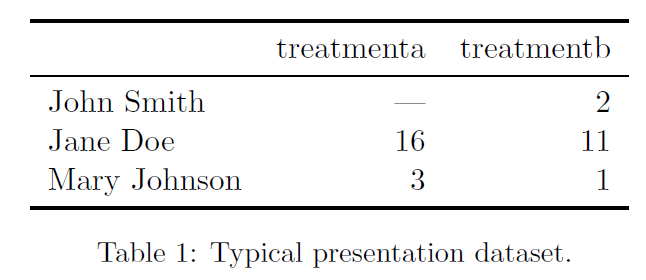 treatmenta treatmentb
John Smith — 2
Jane Doe 16 11
Mary Johnson 3 1
Table 1: Typical presentation dataset.